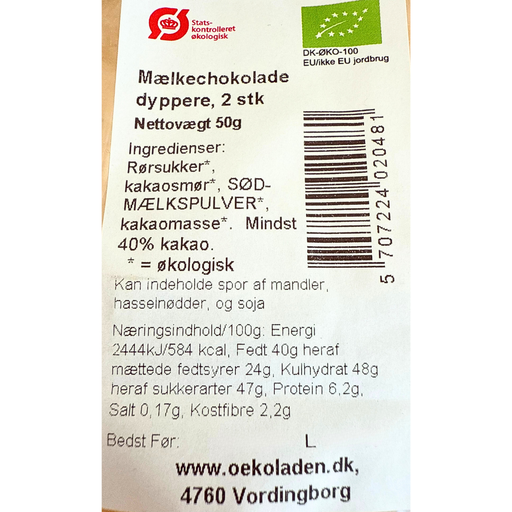 Ø
Stats-
kontrolleret
økologisk
DK-ØKO-100
EU/ikke EU jordbrug
Mælkechokolade
dyppere, 2 stk
Nettovægt 50g
Ingredienser:
Rørsukker*,
kakaosmør*, SØD-
MÆLKSPULVER*,
kakaomasse*. Mindst
40% kakao.
* = økologisk
Kan indeholde spor af mandler,
hasselnødder, og soja
Næringsindhold/100g: Energi
2444kJ/584 kcal, Fedt 40g heraf
mættede fedtsyrer 24g, Kulhydrat 48g
heraf sukkerarter 47g, Protein 6,2g,
Salt 0,17g, Kostfibre 2,2g
Bedst Før: L
www.oekoladen.dk,
4760 Vordingborg
5 707224 020481